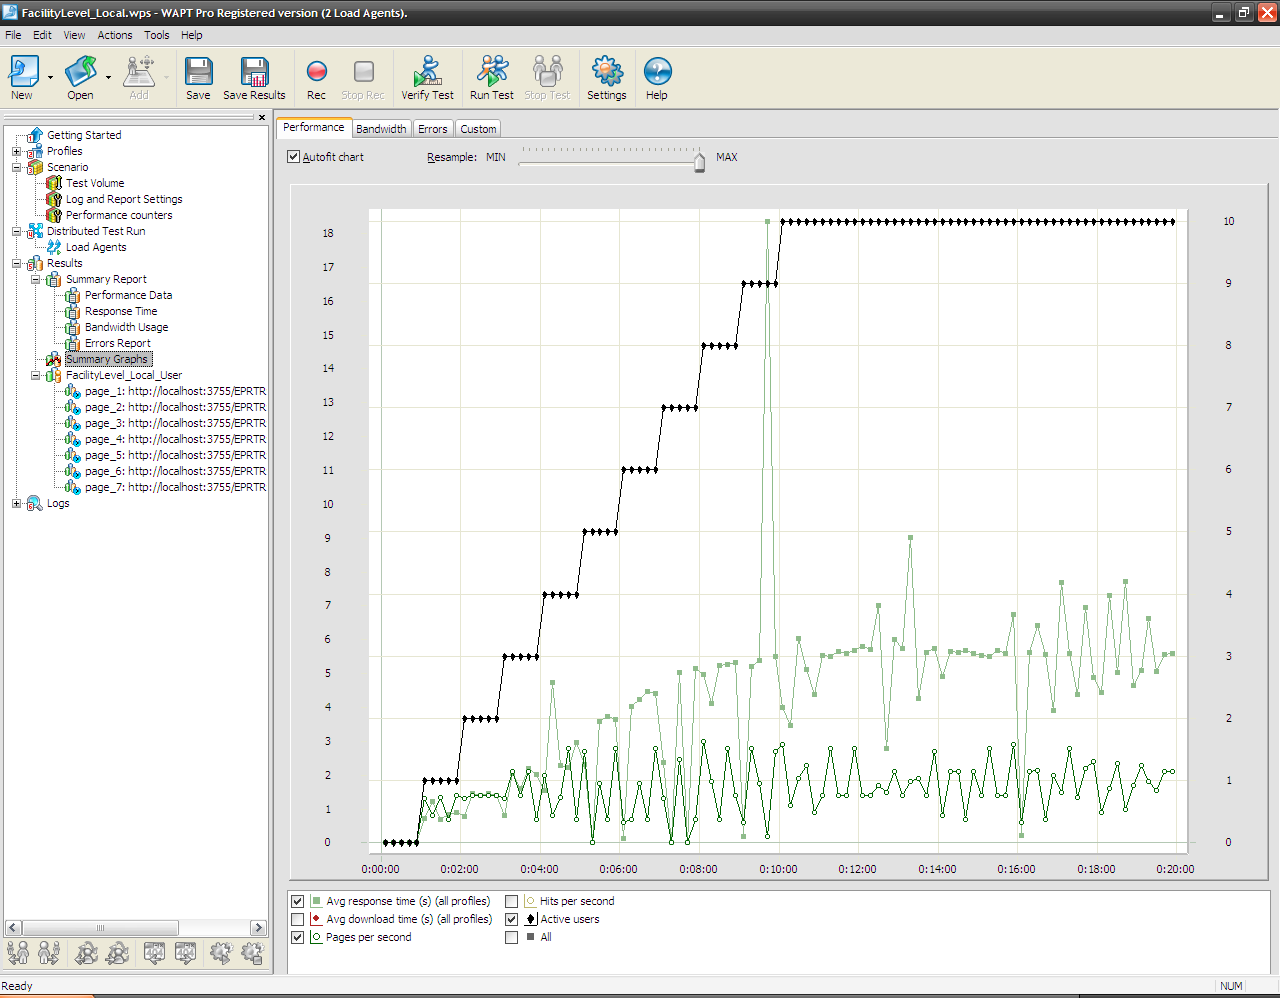 FacilityLevel_Local.wps - WAPT Pro Registered version (2 Load Agents).
File Edit View Actions Tools Help
New Open Add Save Save Results Rec Stop Rec Verify Test Run Test Stop Test Settings Help
Getting Started
Profiles
Scenario
Test Volume
Log and Report Settings
Performance counters
Distributed Test Run
Load Agents
Results
Summary Report
Performance Data
Response Time
Bandwidth Usage
Errors Report
Summary Graphs
FacilityLevel_Local_User
page_1: http://localhost:3755/EPRTR
page_2: http://localhost:3755/EPRTR
page_3: http://localhost:3755/EPRTR
page_4: http://localhost:3755/EPRTR
page_5: http://localhost:3755/EPRTR
page_6: http://localhost:3755/EPRTR
page_7: http://localhost:3755/EPRTR
Logs
Performance Bandwidth Errors Custom
Autofit chart Resample: MIN MAX
18
17
16
15
14
13
12
11
10
9
8
7
6
5
4
3
2
1
0
10
9
8
7
6
5
4
3
2
1
0
0:00:00 0:02:00 0:04:00 0:06:00 0:08:00 0:10:00 0:12:00 0:14:00 0:16:00 0:18:00 0:20:00
Avg response time (s) (all profiles) Hits per second
Avg download time (s) (all profiles) Active users
Pages per second All
Ready NUM